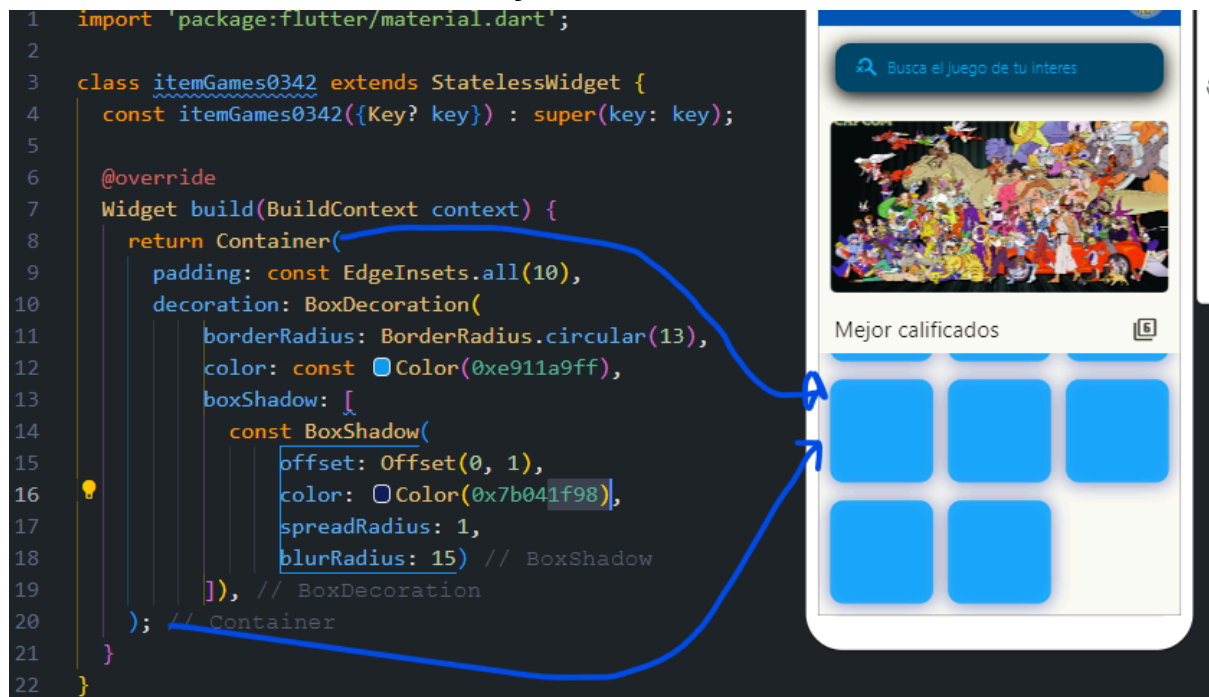 1 import 'package:flutter/material.dart';
2
3 class itemGames0342 extends StatelessWidget {
4 const itemGames0342({Key? key}) : super(key: key);
5
6 @override
7 Widget build(BuildContext context) {
8 return Container(
9 padding: const EdgeInsets.all(10),
10 decoration: BoxDecoration(
11 borderRadius: BorderRadius.circular(13),
12 color: const Color(0xe911a9ff),
13 boxShadow: [
14 const BoxShadow(
15 offset: Offset(0, 1),
16 color: Color(0x7b041f98),
17 spreadRadius: 1,
18 blurRadius: 15) // BoxShadow
19 ]), // BoxDecoration
20 ); // Container
21 }
22 }
Busca el juego de tu interes
CAPCOM
Mejor calificados
6